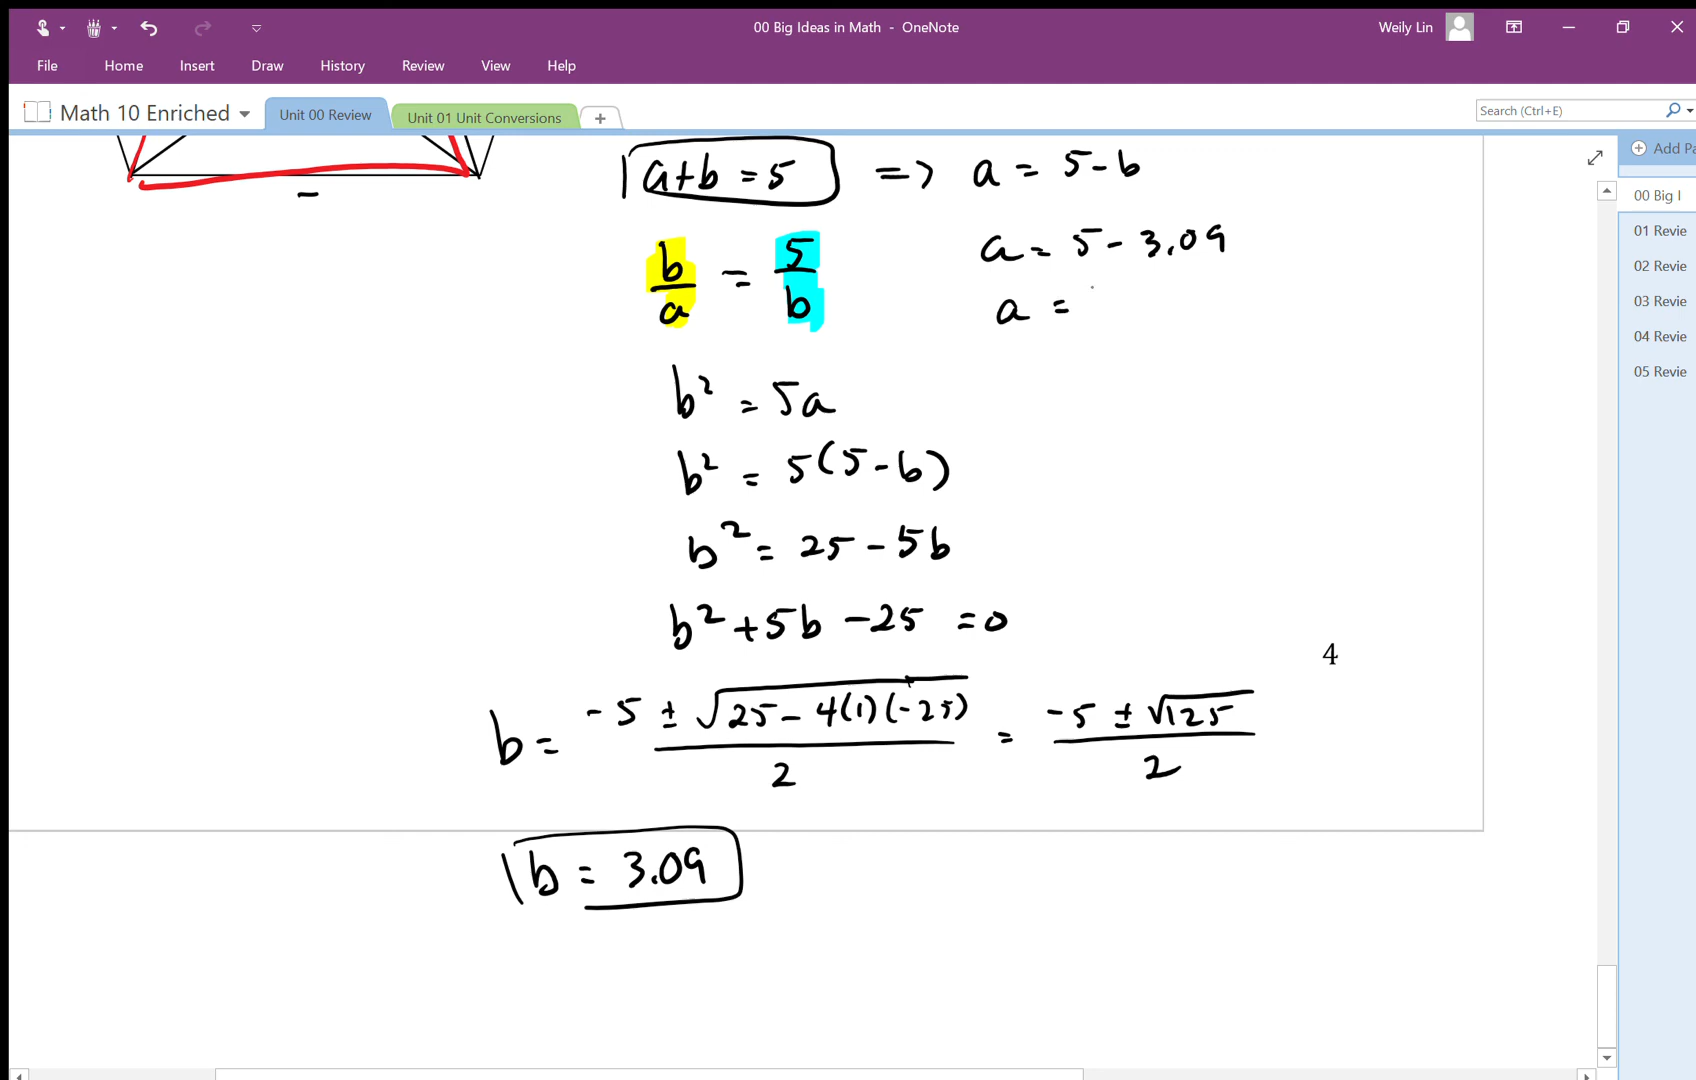 00 Big Ideas in Math - OneNote
Weily Lin
File Home Insert Draw History Review View Help
Math 10 Enriched Unit 00 Review Unit 01 Unit Conversions +
Search (Ctrl+E)
Add Pa
00 Big I
01 Revie
02 Revie
03 Revie
04 Revie
05 Revie
a+b = 5 => a = 5-b
a = 5 - 3.09
b/a = 5/b
a =
b² = 5a
b² = 5(5-b)
b² = 25 - 5b
b² + 5b - 25 = 0
4
b = (-5 ± √(25 - 4(1)(-25)))/2 = (-5 ± √125)/2
b = 3.09